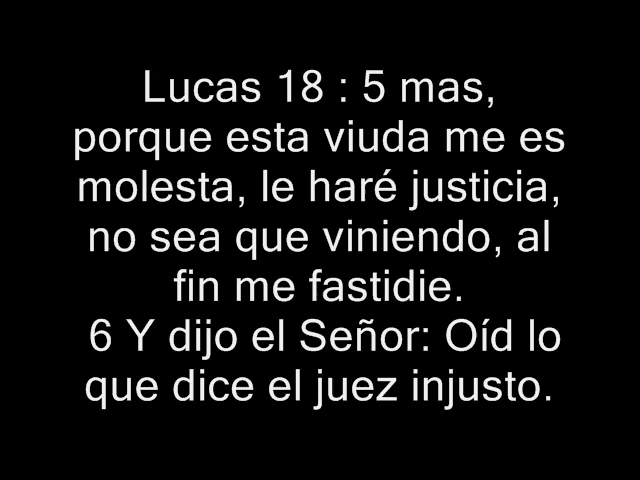 Lucas 18 : 5 mas,
porque esta viuda me es
molesta, le haré justicia,
no sea que viniendo, al
fin me fastidie.
6 Y dijo el Señor: Oíd lo
que dice el juez injusto.